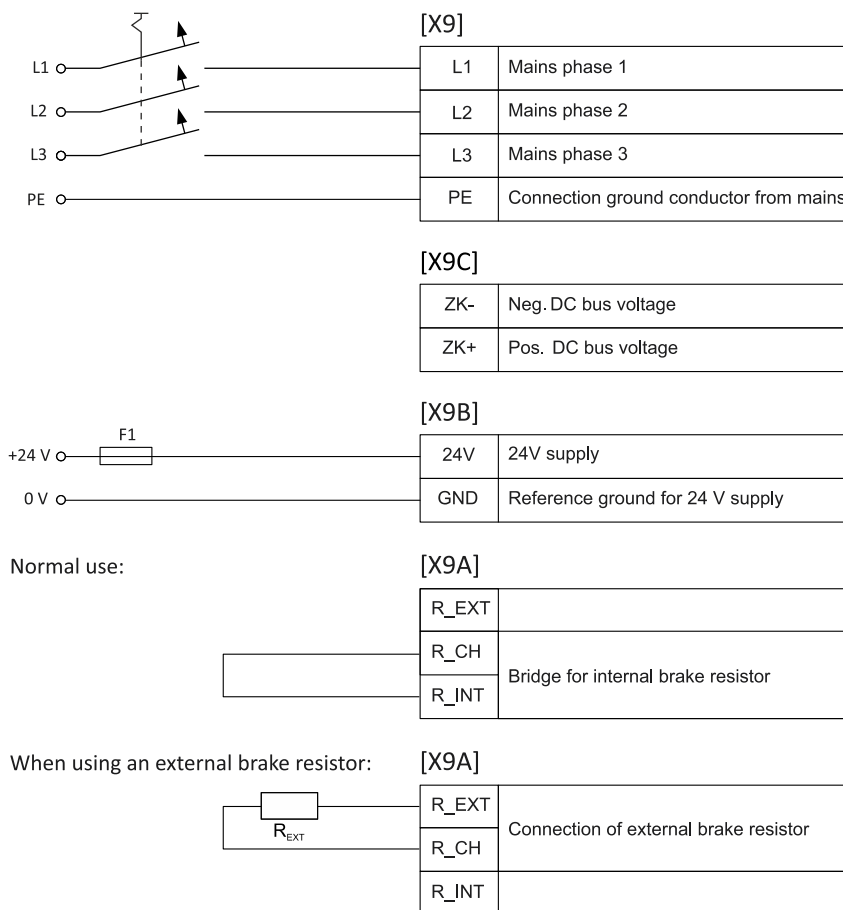 [X9]
L1 L1 Mains phase 1
L2 L2 Mains phase 2
L3 L3 Mains phase 3
PE PE Connection ground conductor from mains
[X9C]
ZK- Neg. DC bus voltage
ZK+ Pos. DC bus voltage
[X9B]
F1
+24 V 24V 24V supply
0 V GND Reference ground for 24 V supply
Normal use: [X9A]
R_EXT
R_CH
Bridge for internal brake resistor
R_INT
When using an external brake resistor: [X9A]
R_EXT
REXT
Connection of external brake resistor
R_CH
R_INT